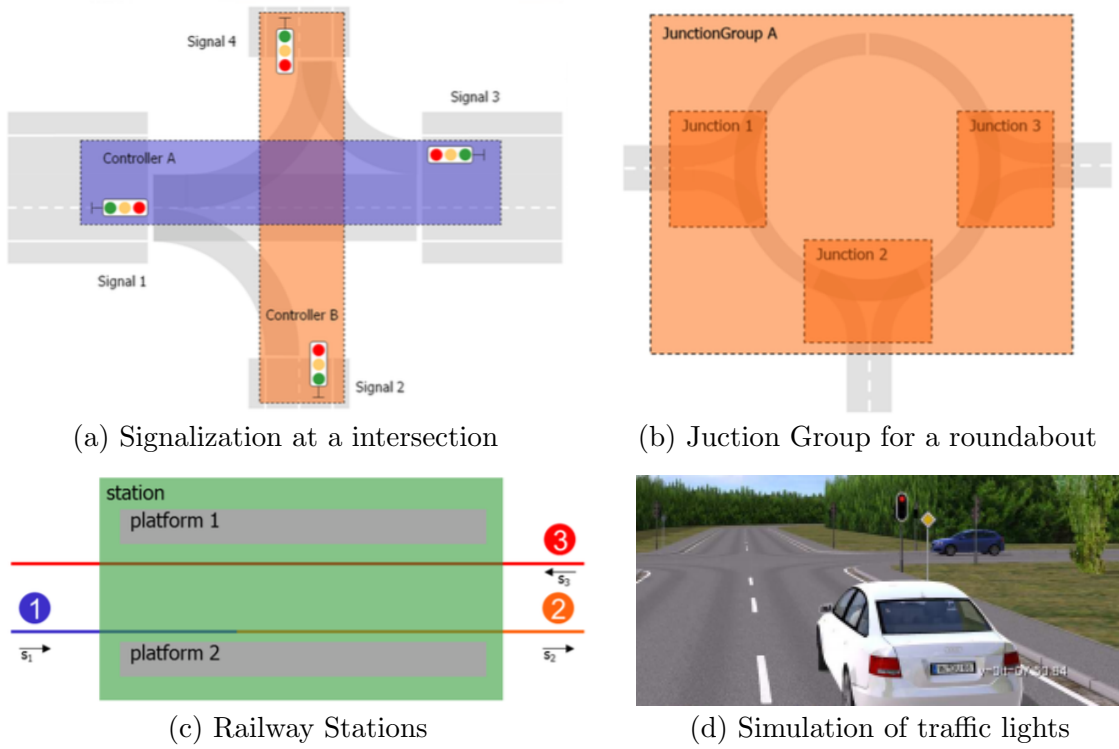 Signal 4
Signal 3
Controller A
Signal 1
Controller B
Signal 2
JunctionGroup A
Junction 1
Junction 3
Junction 2
(a) Signalization at a intersection
(b) Juction Group for a roundabout
station
platform 1
3
s3
1
2
s1
s2
platform 2
(c) Railway Stations
(d) Simulation of traffic lights